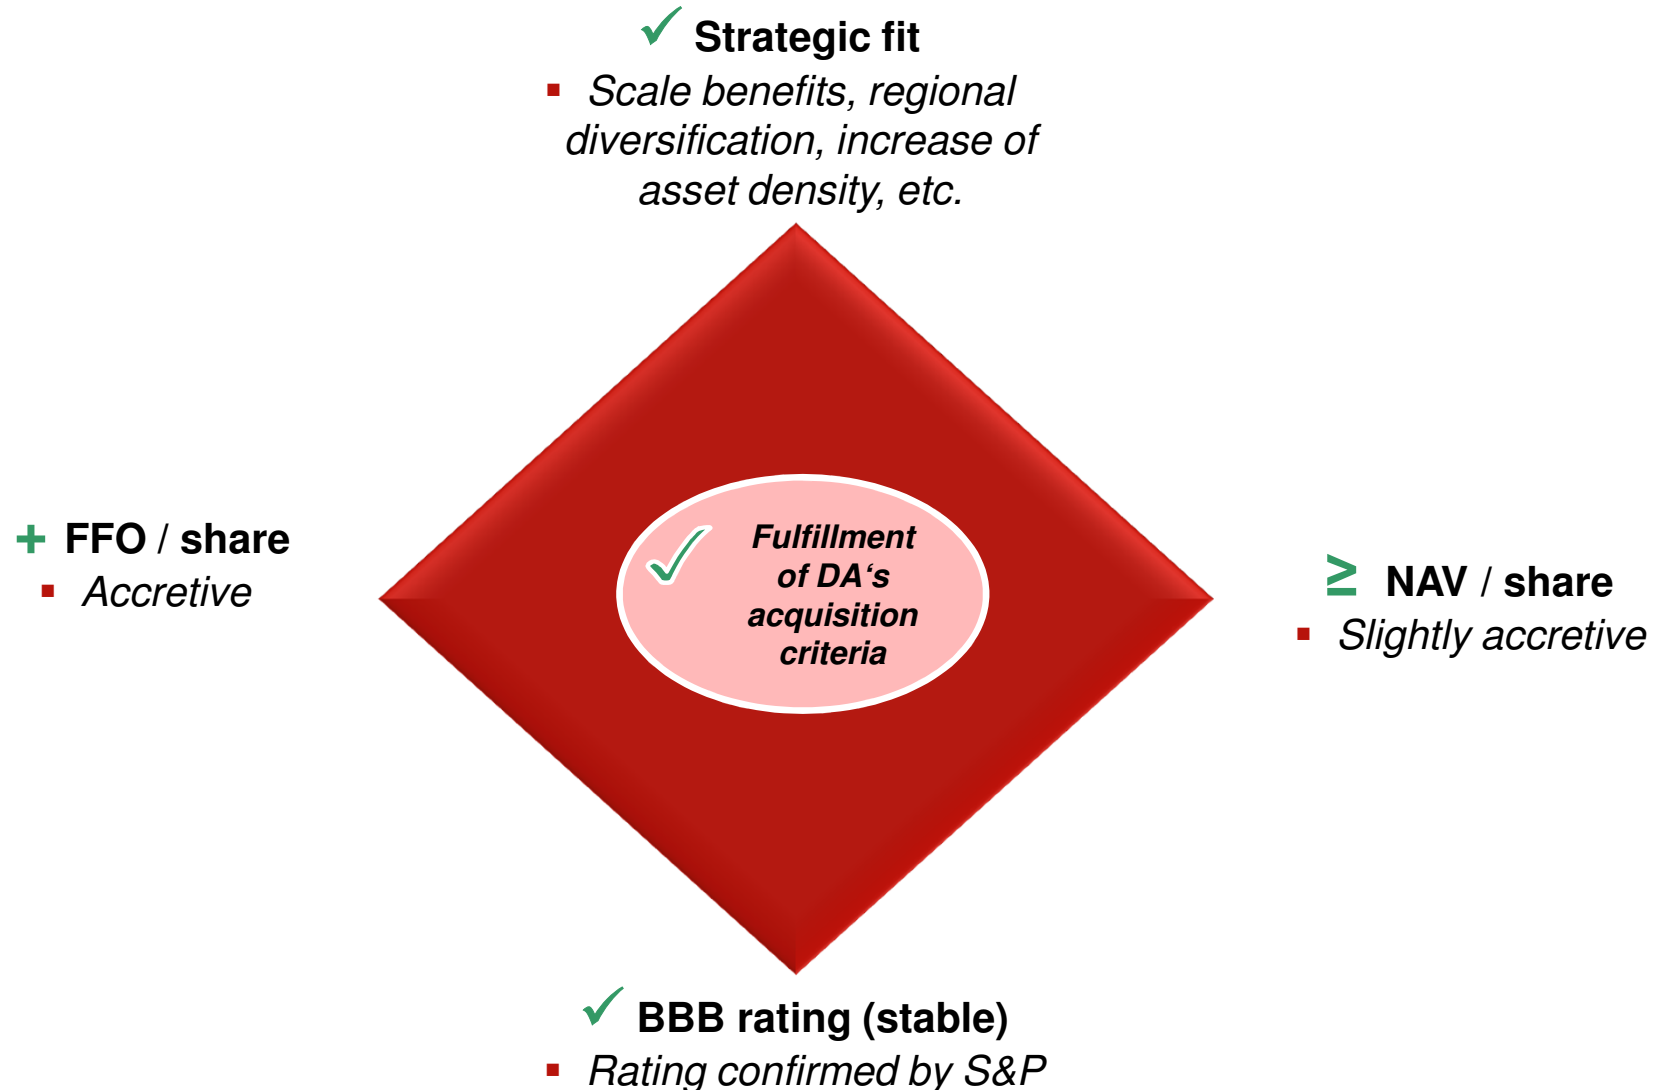 ✓ Strategic fit
▪ Scale benefits, regional
diversification, increase of
asset density, etc.
+ FFO / share
▪ Accretive
✓ Fulfillment
of DA‘s
acquisition
criteria
≥ NAV / share
▪ Slightly accretive
✓ BBB rating (stable)
▪ Rating confirmed by S&P